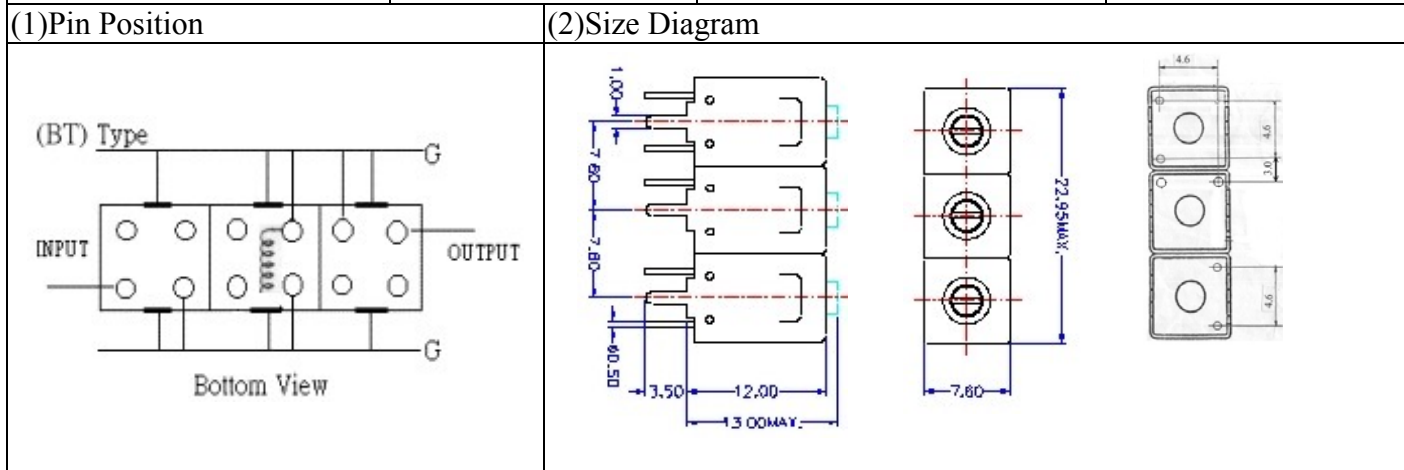 (1)Pin Position
(2)Size Diagram
(BT) Type
G
INPUT
OUTPUT
G
Bottom View
1.00
7.60
7.60
ø0.50
3.50
12.00
13.00MAX.
22.95MAX.
7.60
4.6
4.6
3.0
4.6